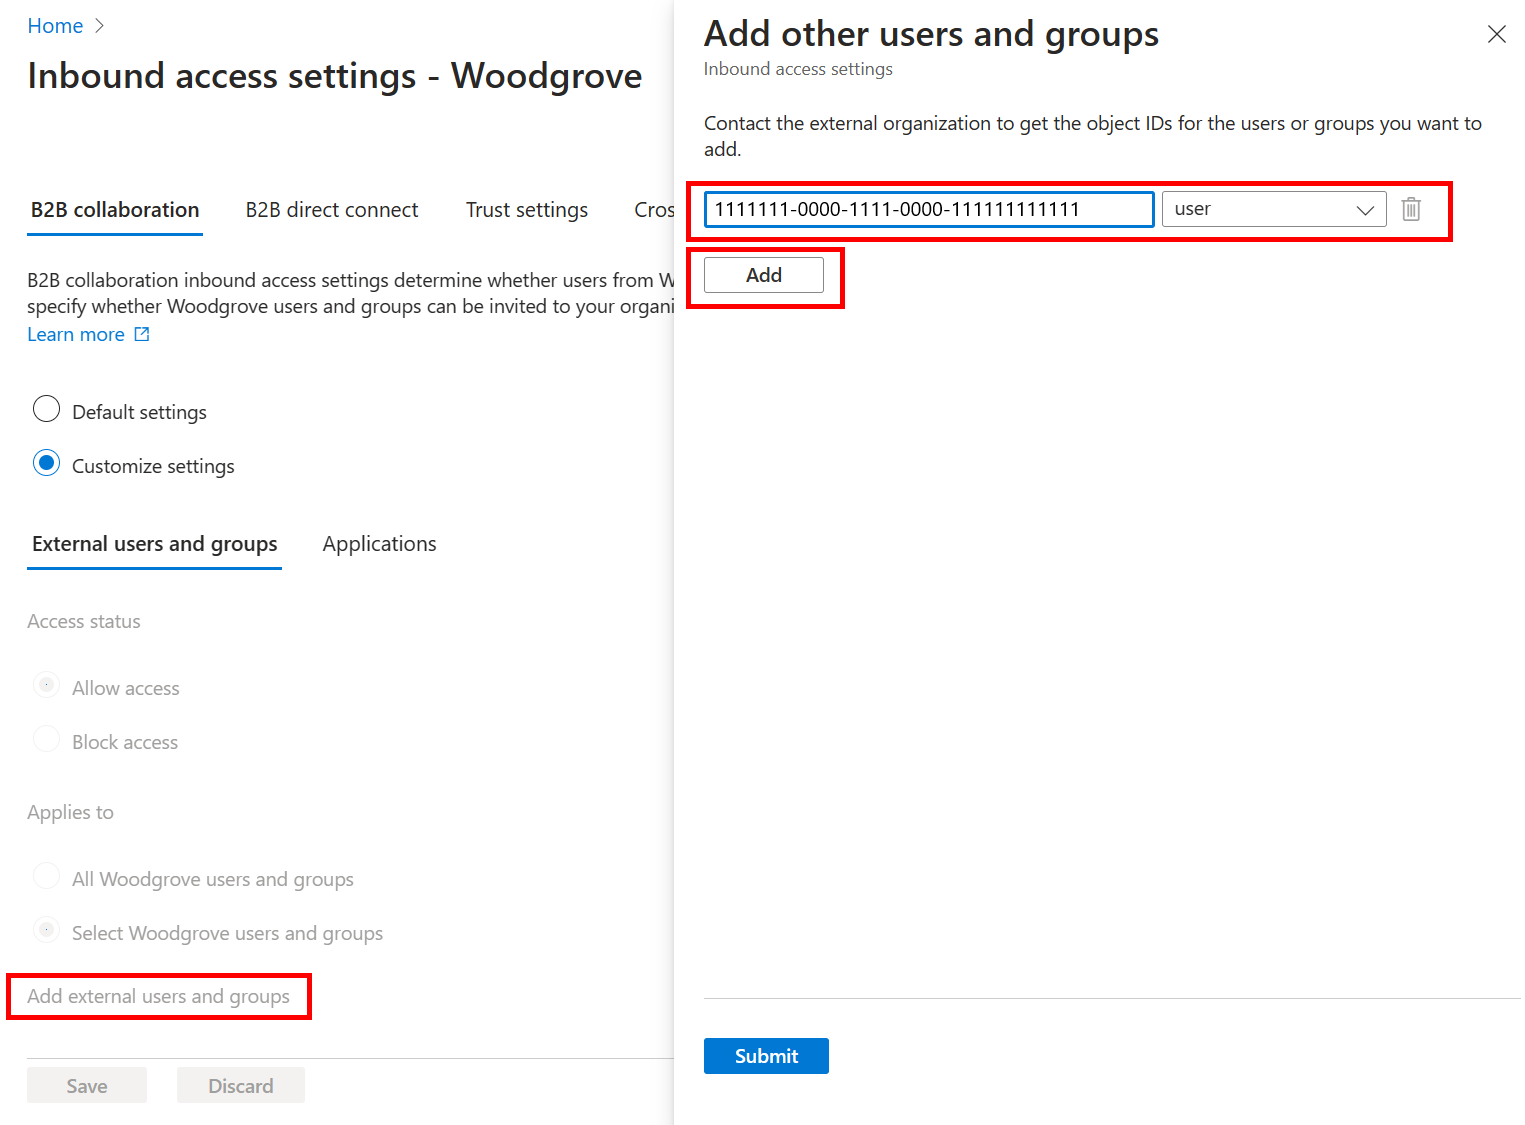 Home
Inbound access settings - Woodgrove
B2B collaboration
B2B direct connect
Trust settings
Cros
B2B collaboration inbound access settings determine whether users from W
specify whether Woodgrove users and groups can be invited to your organi
Learn more
Default settings
Customize settings
External users and groups
Applications
Access status
Allow access
Block access
Applies to
All Woodgrove users and groups
Select Woodgrove users and groups
Add external users and groups
Save
Discard
Add other users and groups
Inbound access settings
Contact the external organization to get the object IDs for the users or groups you want to
add.
1111111-0000-1111-0000-111111111111
user
Add
Submit